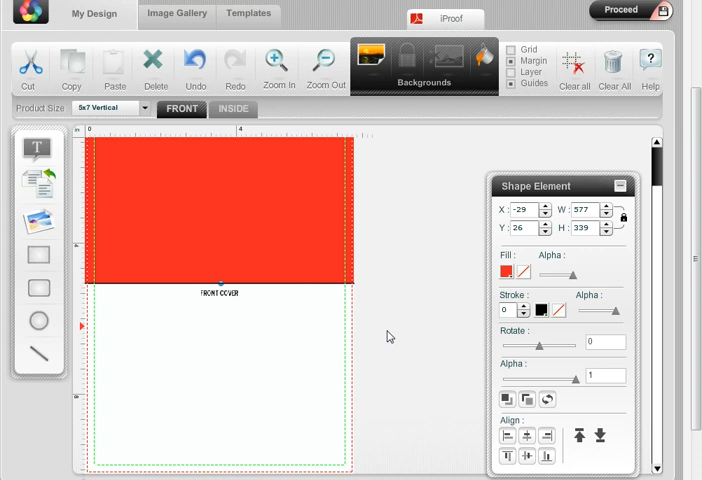 My Design
Image Gallery
Templates
iProof
Proceed
Cut
Copy
Paste
Delete
Undo
Redo
Zoom In
Zoom Out
Backgrounds
Grid
Margin
Layer
Guides
Clear all
Clear All
Help
Product Size
5x7 Vertical
FRONT
INSIDE
in
0
4
T
FRONT COVER
Shape Element
X : -29 W : 577
Y : 26 H : 339
Fill : Alpha :
Stroke : Alpha :
0
Rotate :
0
Alpha :
1
Align :